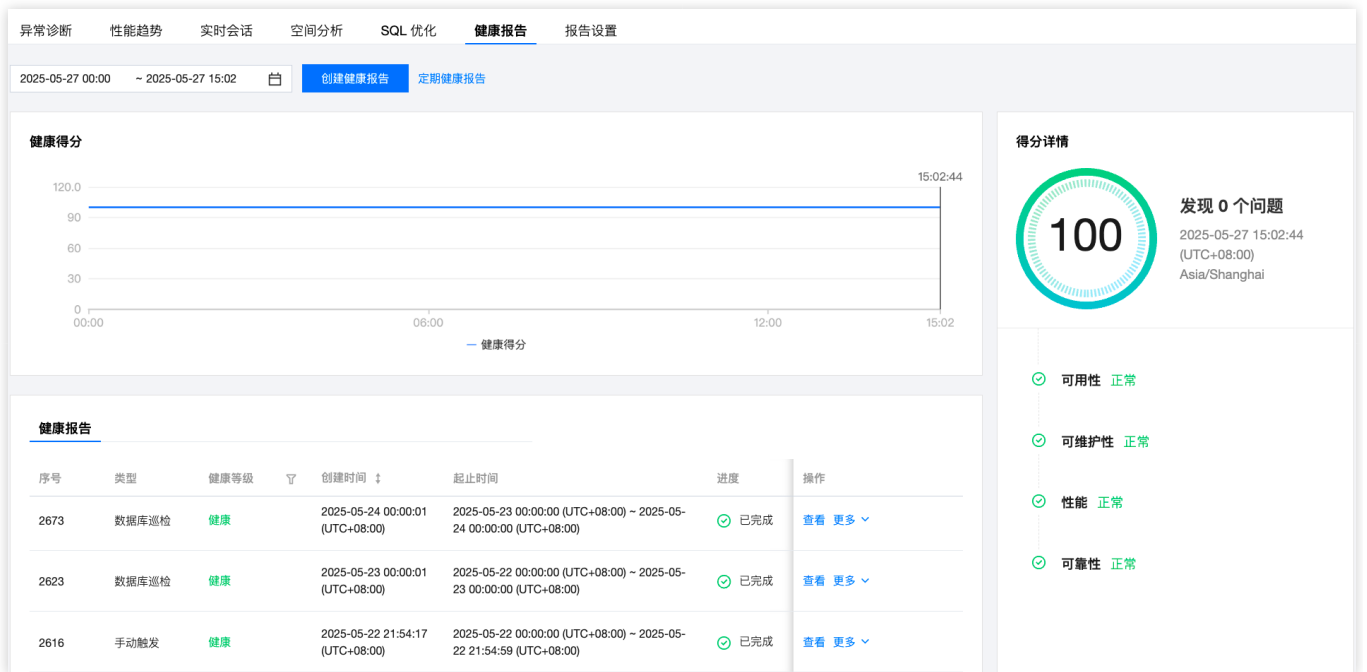 异常诊断 性能趋势 实时会话 空间分析 SQL 优化 健康报告 报告设置
2025-05-27 00:00 ~ 2025-05-27 15:02 创建健康报告 定期健康报告
健康得分
15:02:44
120.0
90
60
30
0
00:00 06:00 12:00 15:02
健康得分
得分详情
100
发现 0 个问题
2025-05-27 15:02:44
(UTC+08:00)
Asia/Shanghai
可用性 正常
可维护性 正常
性能 正常
可靠性 正常
健康报告
序号 类型 健康等级 创建时间 起止时间 进度 操作
2673 数据库巡检 健康 2025-05-24 00:00:01 (UTC+08:00) 2025-05-23 00:00:00 (UTC+08:00) ~ 2025-05-24 00:00:00 (UTC+08:00) 已完成 查看 更多
2623 数据库巡检 健康 2025-05-23 00:00:01 (UTC+08:00) 2025-05-22 00:00:00 (UTC+08:00) ~ 2025-05-23 00:00:00 (UTC+08:00) 已完成 查看 更多
2616 手动触发 健康 2025-05-22 21:54:17 (UTC+08:00) 2025-05-22 00:00:00 (UTC+08:00) ~ 2025-05-22 21:54:59 (UTC+08:00) 已完成 查看 更多